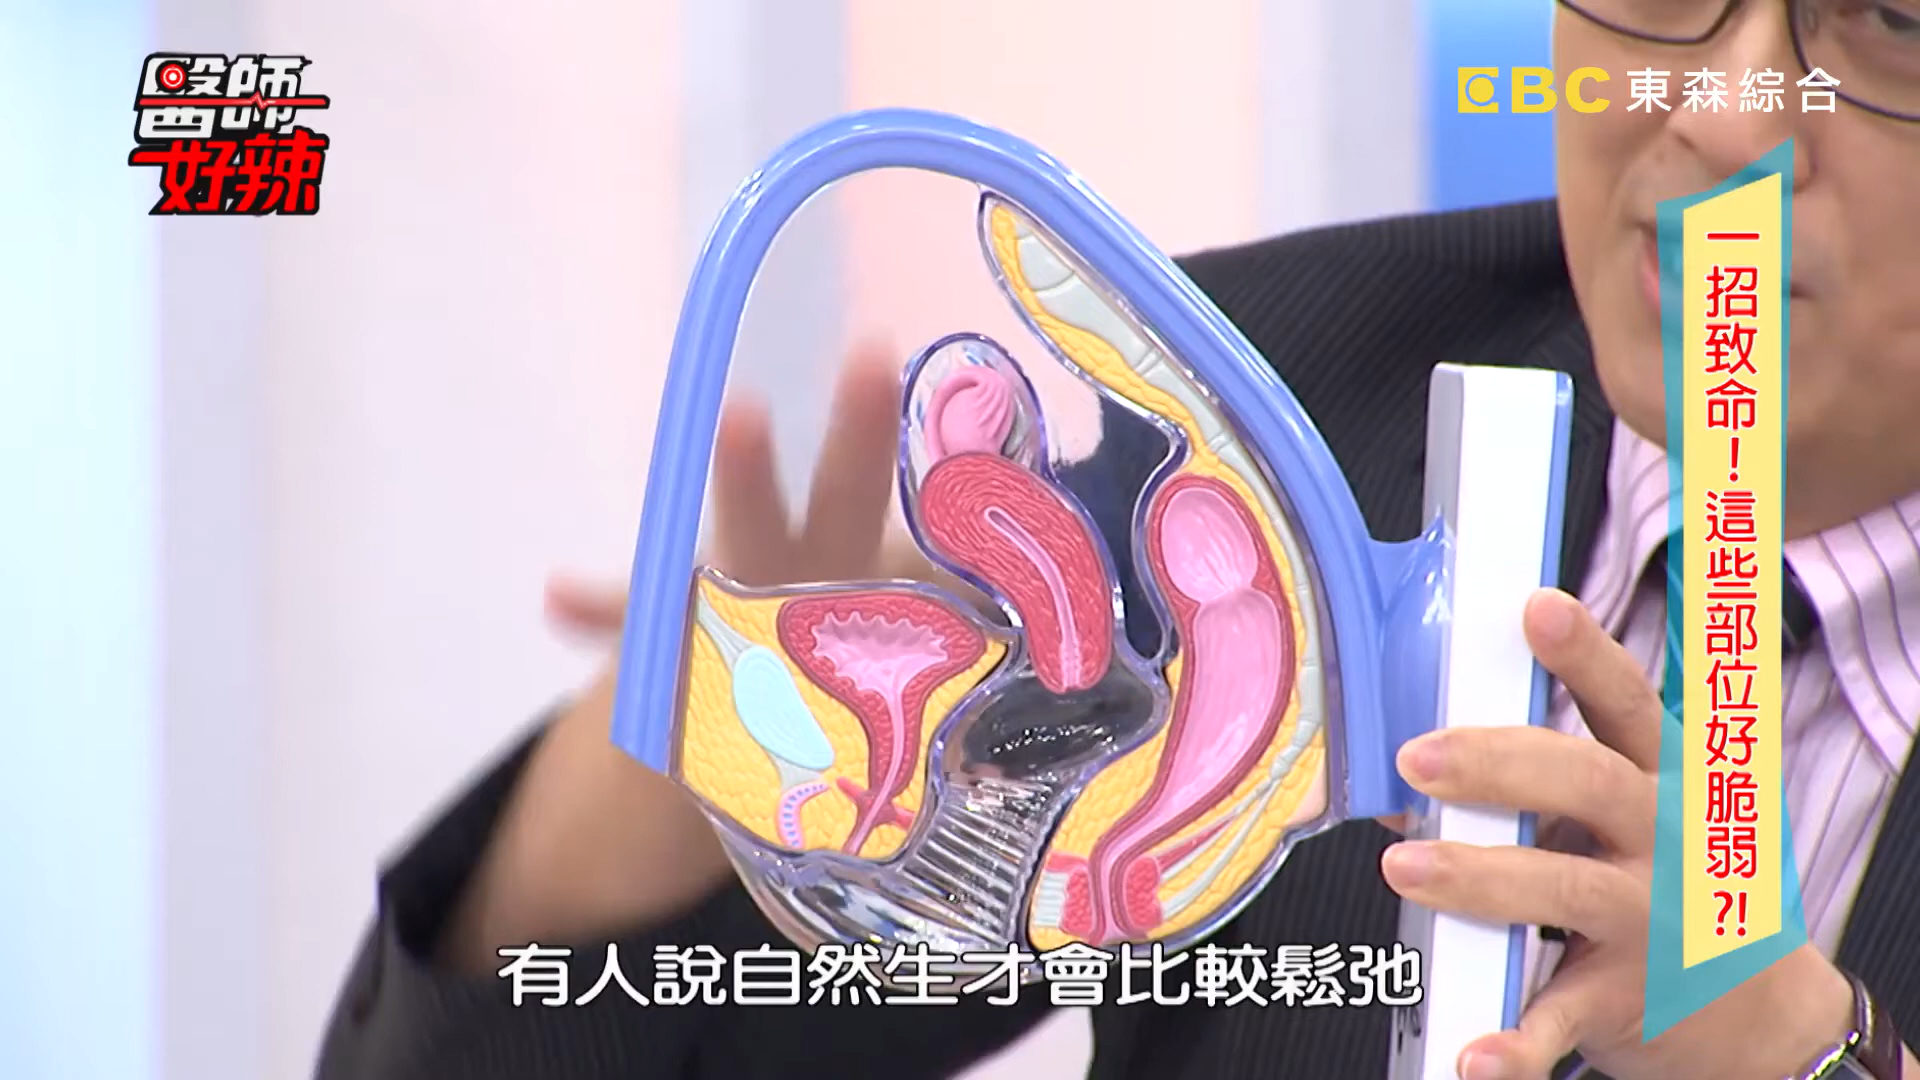 醫師
好辣
EBC 東森綜合
一招致命！這些部位好脆弱?!
有人說自然生才會比較鬆弛